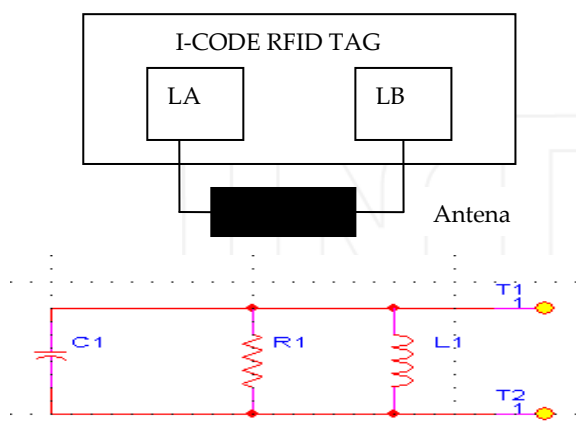 I-CODE RFID TAG
LA LB
Antena
T1
1
C1 R1 L1
T2
1